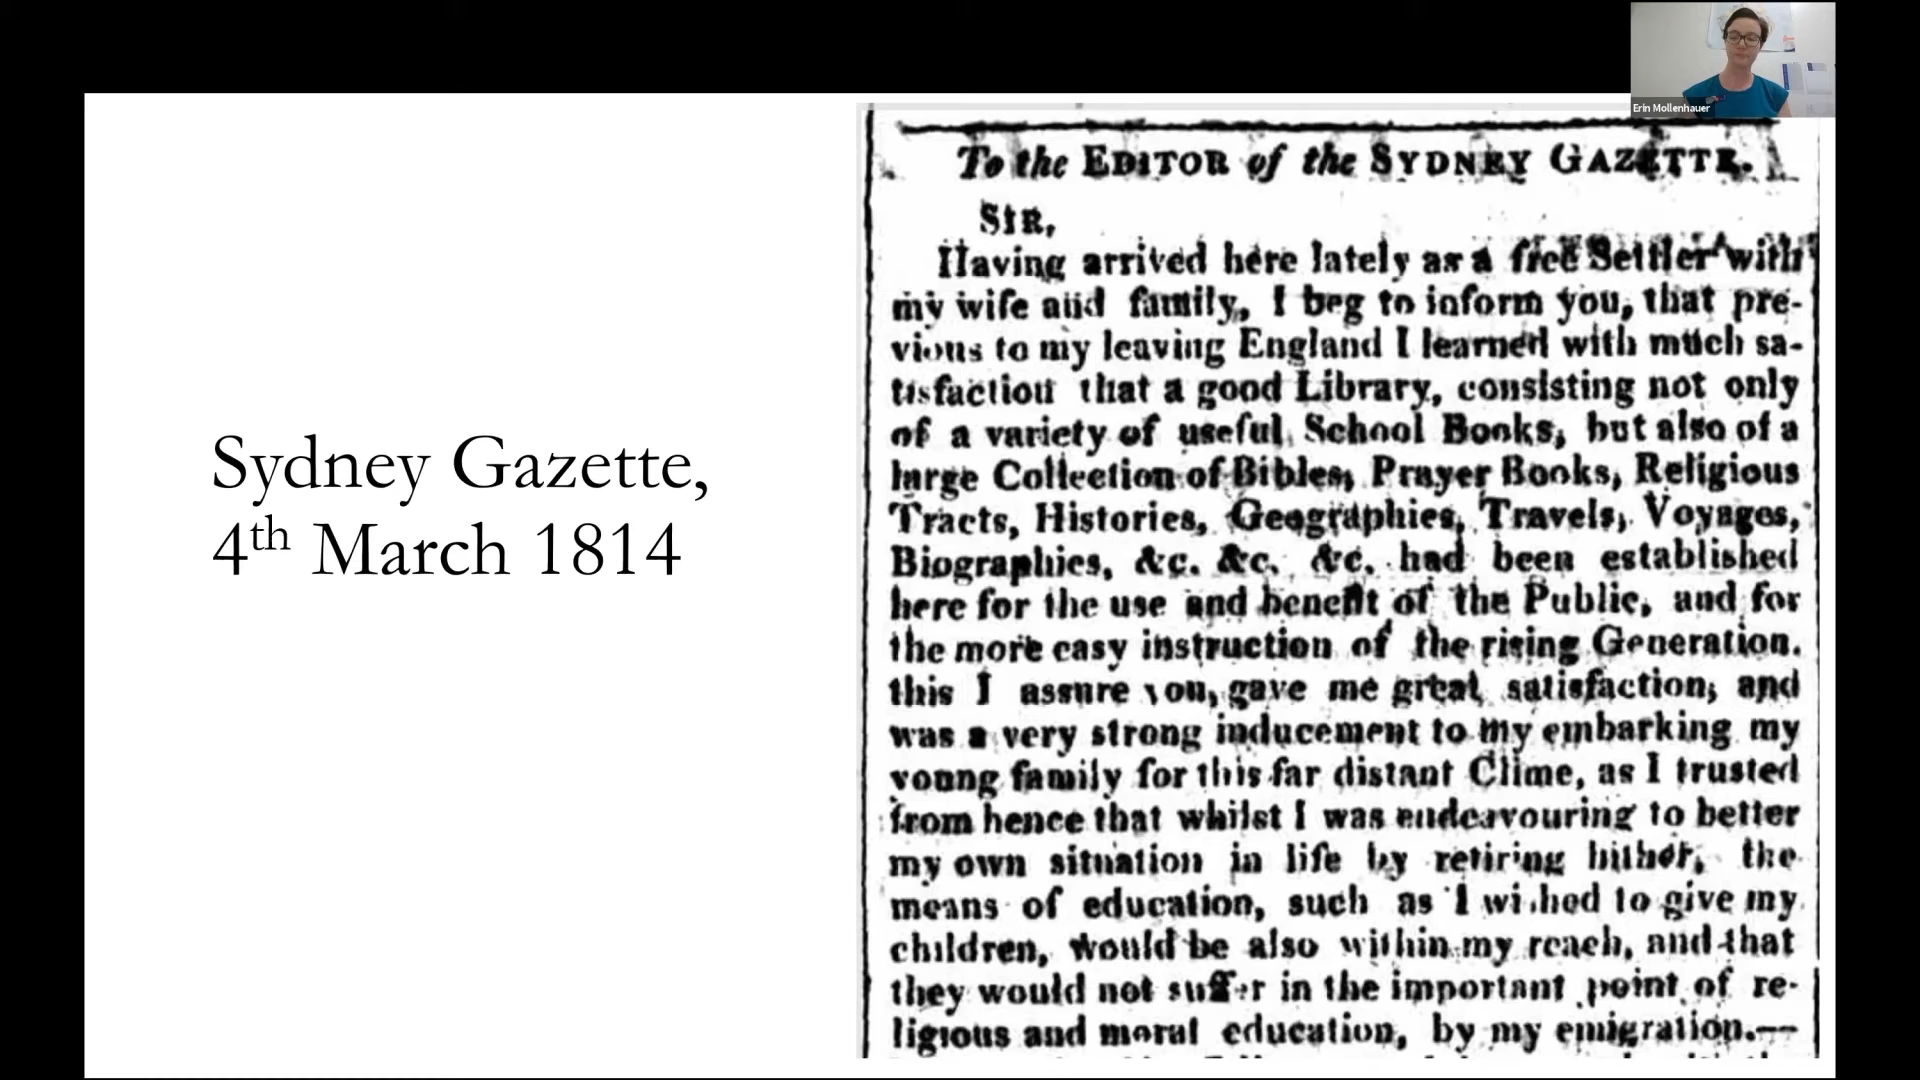 Erin Mollenhauer
Sydney Gazette,
4th March 1814
To the EDITOR of the SYDNEY GAZETTE.
SIR,
Having arrived here lately as a free Settler with
my wife and family, I beg to inform you, that pre-
vious to my leaving England I learned with much sa-
tisfaction that a good Library, consisting not only
of a variety of useful School Books, but also of a
large Collection of Bibles, Prayer Books, Religious
Tracts, Histories, Geographies, Travels, Voyages,
Biographies, &c. &c. &c. had been established
here for the use and benefit of the Public, and for
the more easy instruction of the rising Generation.
this I assure you, gave me great satisfaction, and
was a very strong inducement to my embarking my
young family for this far distant Clime, as I trusted
from hence that whilst I was endeavouring to better
my own situation in life by retiring hither, the
means of education, such as I wished to give my
children, would be also within my reach, and that
they would not suffer in the important point of re-
ligious and moral education, by my emigration.—